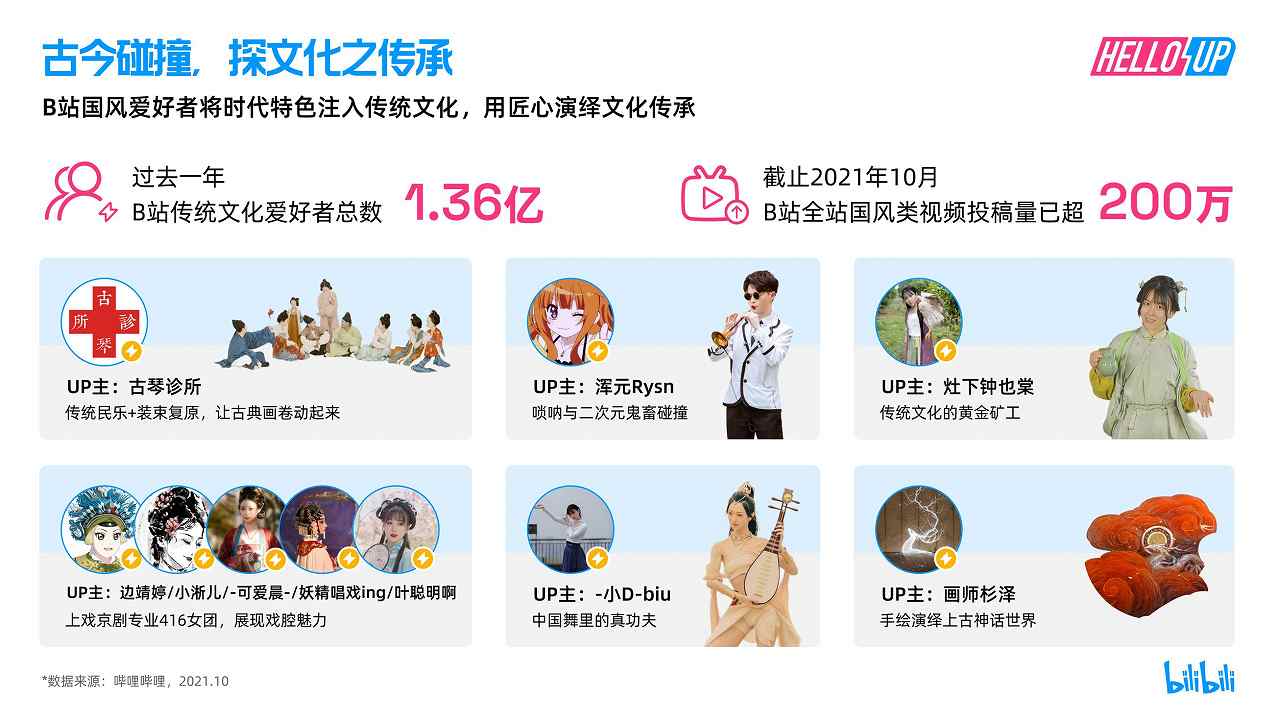 古今碰撞，探文化之传承
HELLO UP
B站国风爱好者将时代特色注入传统文化，用匠心演绎文化传承
过去一年
B站传统文化爱好者总数
1.36亿
截止2021年10月
B站全站国风类视频投稿量已超
200万
古
所 診
琴
UP主：古琴诊所
传统民乐+装束复原，让古典画卷动起来
UP主：浑元Rysn
唢呐与二次元鬼畜碰撞
UP主：灶下钟也棠
传统文化的黄金矿工
UP主：边靖婷/小淅儿/-可爱晨-/妖精唱戏ing/叶聪明啊
上戏京剧专业416女团，展现戏腔魅力
UP主：-小D-biu
中国舞里的真功夫
UP主：画师杉泽
手绘演绎上古神话世界
*数据来源：哔哩哔哩，2021.10
bilibili